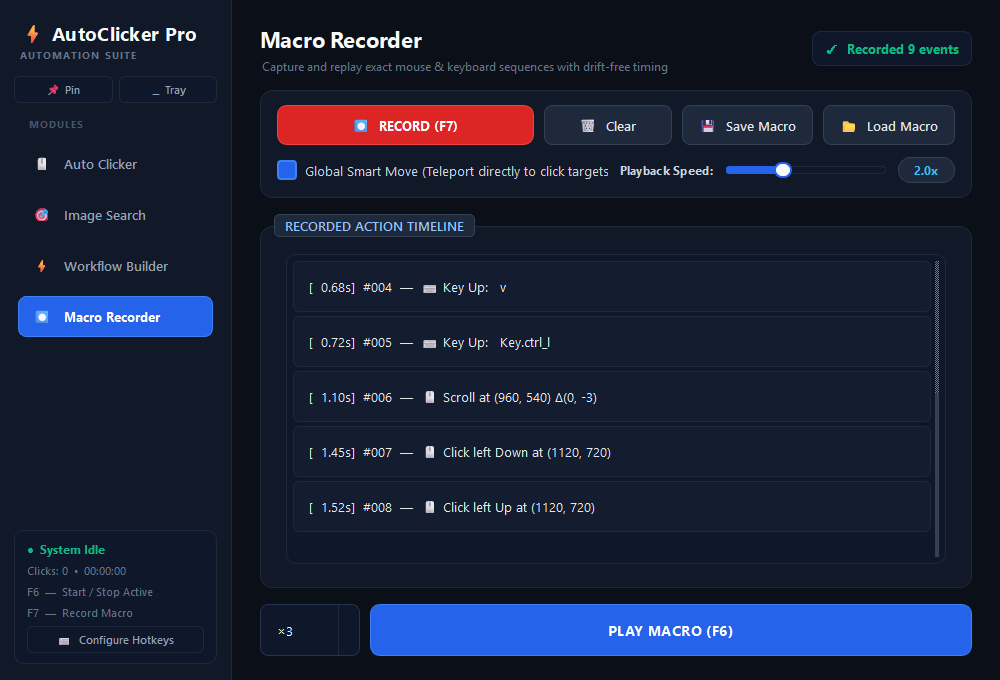 AutoClicker Pro
AUTOMATION SUITE
Pin
_ Tray
MODULES
Auto Clicker
Image Search
Workflow Builder
Macro Recorder
● System Idle
Clicks: 0 • 00:00:00
F6 — Start / Stop Active
F7 — Record Macro
Configure Hotkeys
Macro Recorder
Capture and replay exact mouse & keyboard sequences with drift-free timing
✓ Recorded 9 events
RECORD (F7)
Clear
Save Macro
Load Macro
Global Smart Move (Teleport directly to click targets
Playback Speed:
2.0x
RECORDED ACTION TIMELINE
[ 0.68s] #004 — Key Up: v
[ 0.72s] #005 — Key Up: Key.ctrl_l
[ 1.10s] #006 — Scroll at (960, 540) Δ(0, -3)
[ 1.45s] #007 — Click left Down at (1120, 720)
[ 1.52s] #008 — Click left Up at (1120, 720)
×3
PLAY MACRO (F6)